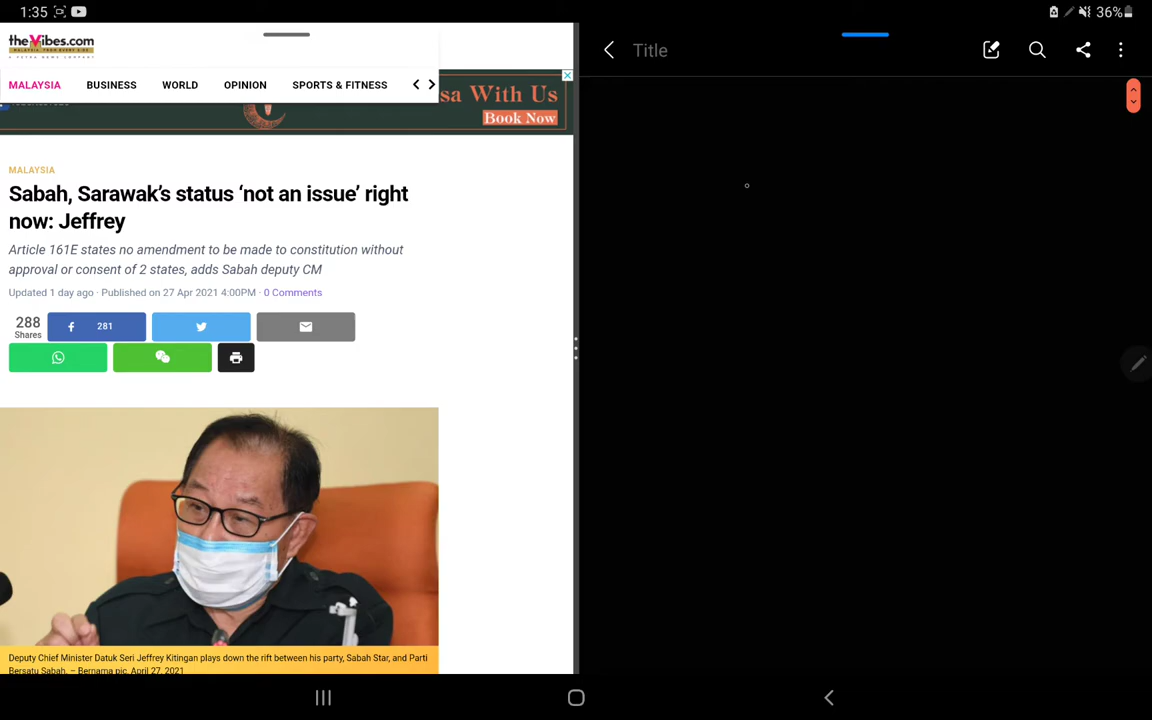 1:35
36%
theVibes.com
MALAYSIA BUSINESS WORLD OPINION SPORTS & FITNESS
sa With Us
Book Now
MALAYSIA
Sabah, Sarawak’s status ‘not an issue’ right
now: Jeffrey
Article 161E states no amendment to be made to constitution without
approval or consent of 2 states, adds Sabah deputy CM
Updated 1 day ago · Published on 27 Apr 2021 4:00PM · 0 Comments
288
Shares
281
Deputy Chief Minister Datuk Seri Jeffrey Kitingan plays down the rift between his party, Sabah Star, and Parti
Bersatu Sabah. – Bernama pic, April 27, 2021
Title